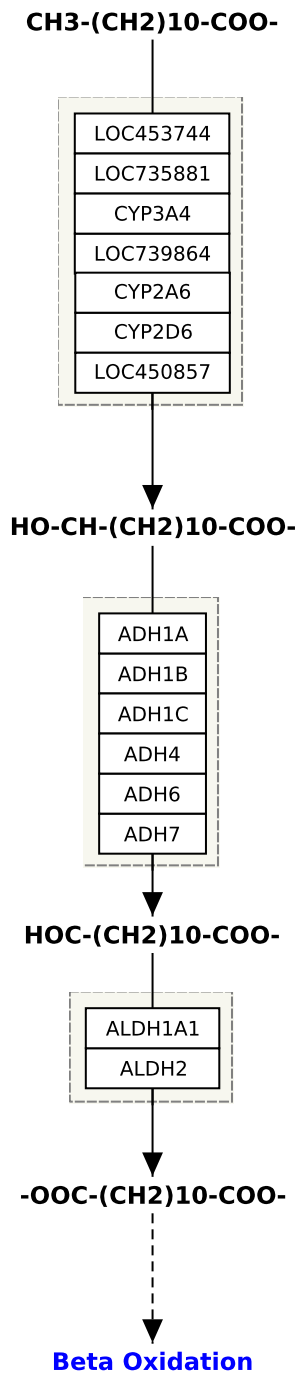 CH3-(CH2)10-COO-
LOC453744
LOC735881
CYP3A4
LOC739864
CYP2A6
CYP2D6
LOC450857
HO-CH-(CH2)10-COO-
ADH1A
ADH1B
ADH1C
ADH4
ADH6
ADH7
HOC-(CH2)10-COO-
ALDH1A1
ALDH2
-OOC-(CH2)10-COO-
Beta Oxidation